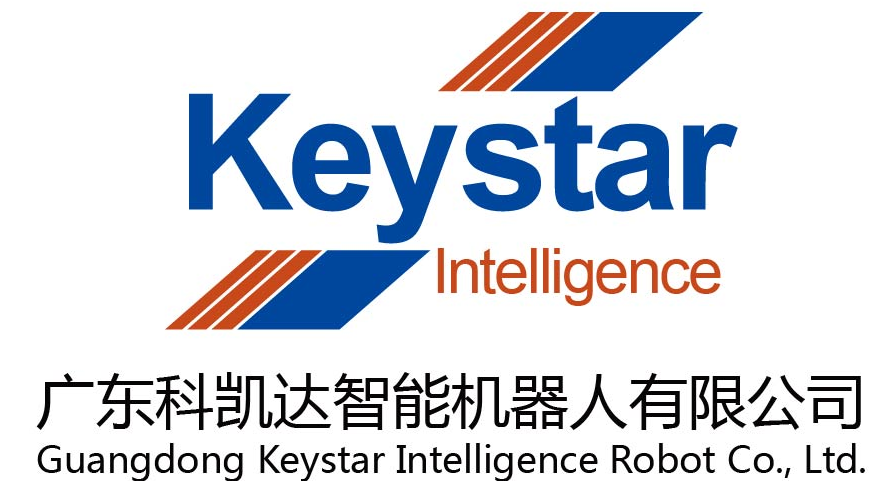 Keystar
Intelligence
广东科凯达智能机器人有限公司
Guangdong Keystar Intelligence Robot Co., Ltd.